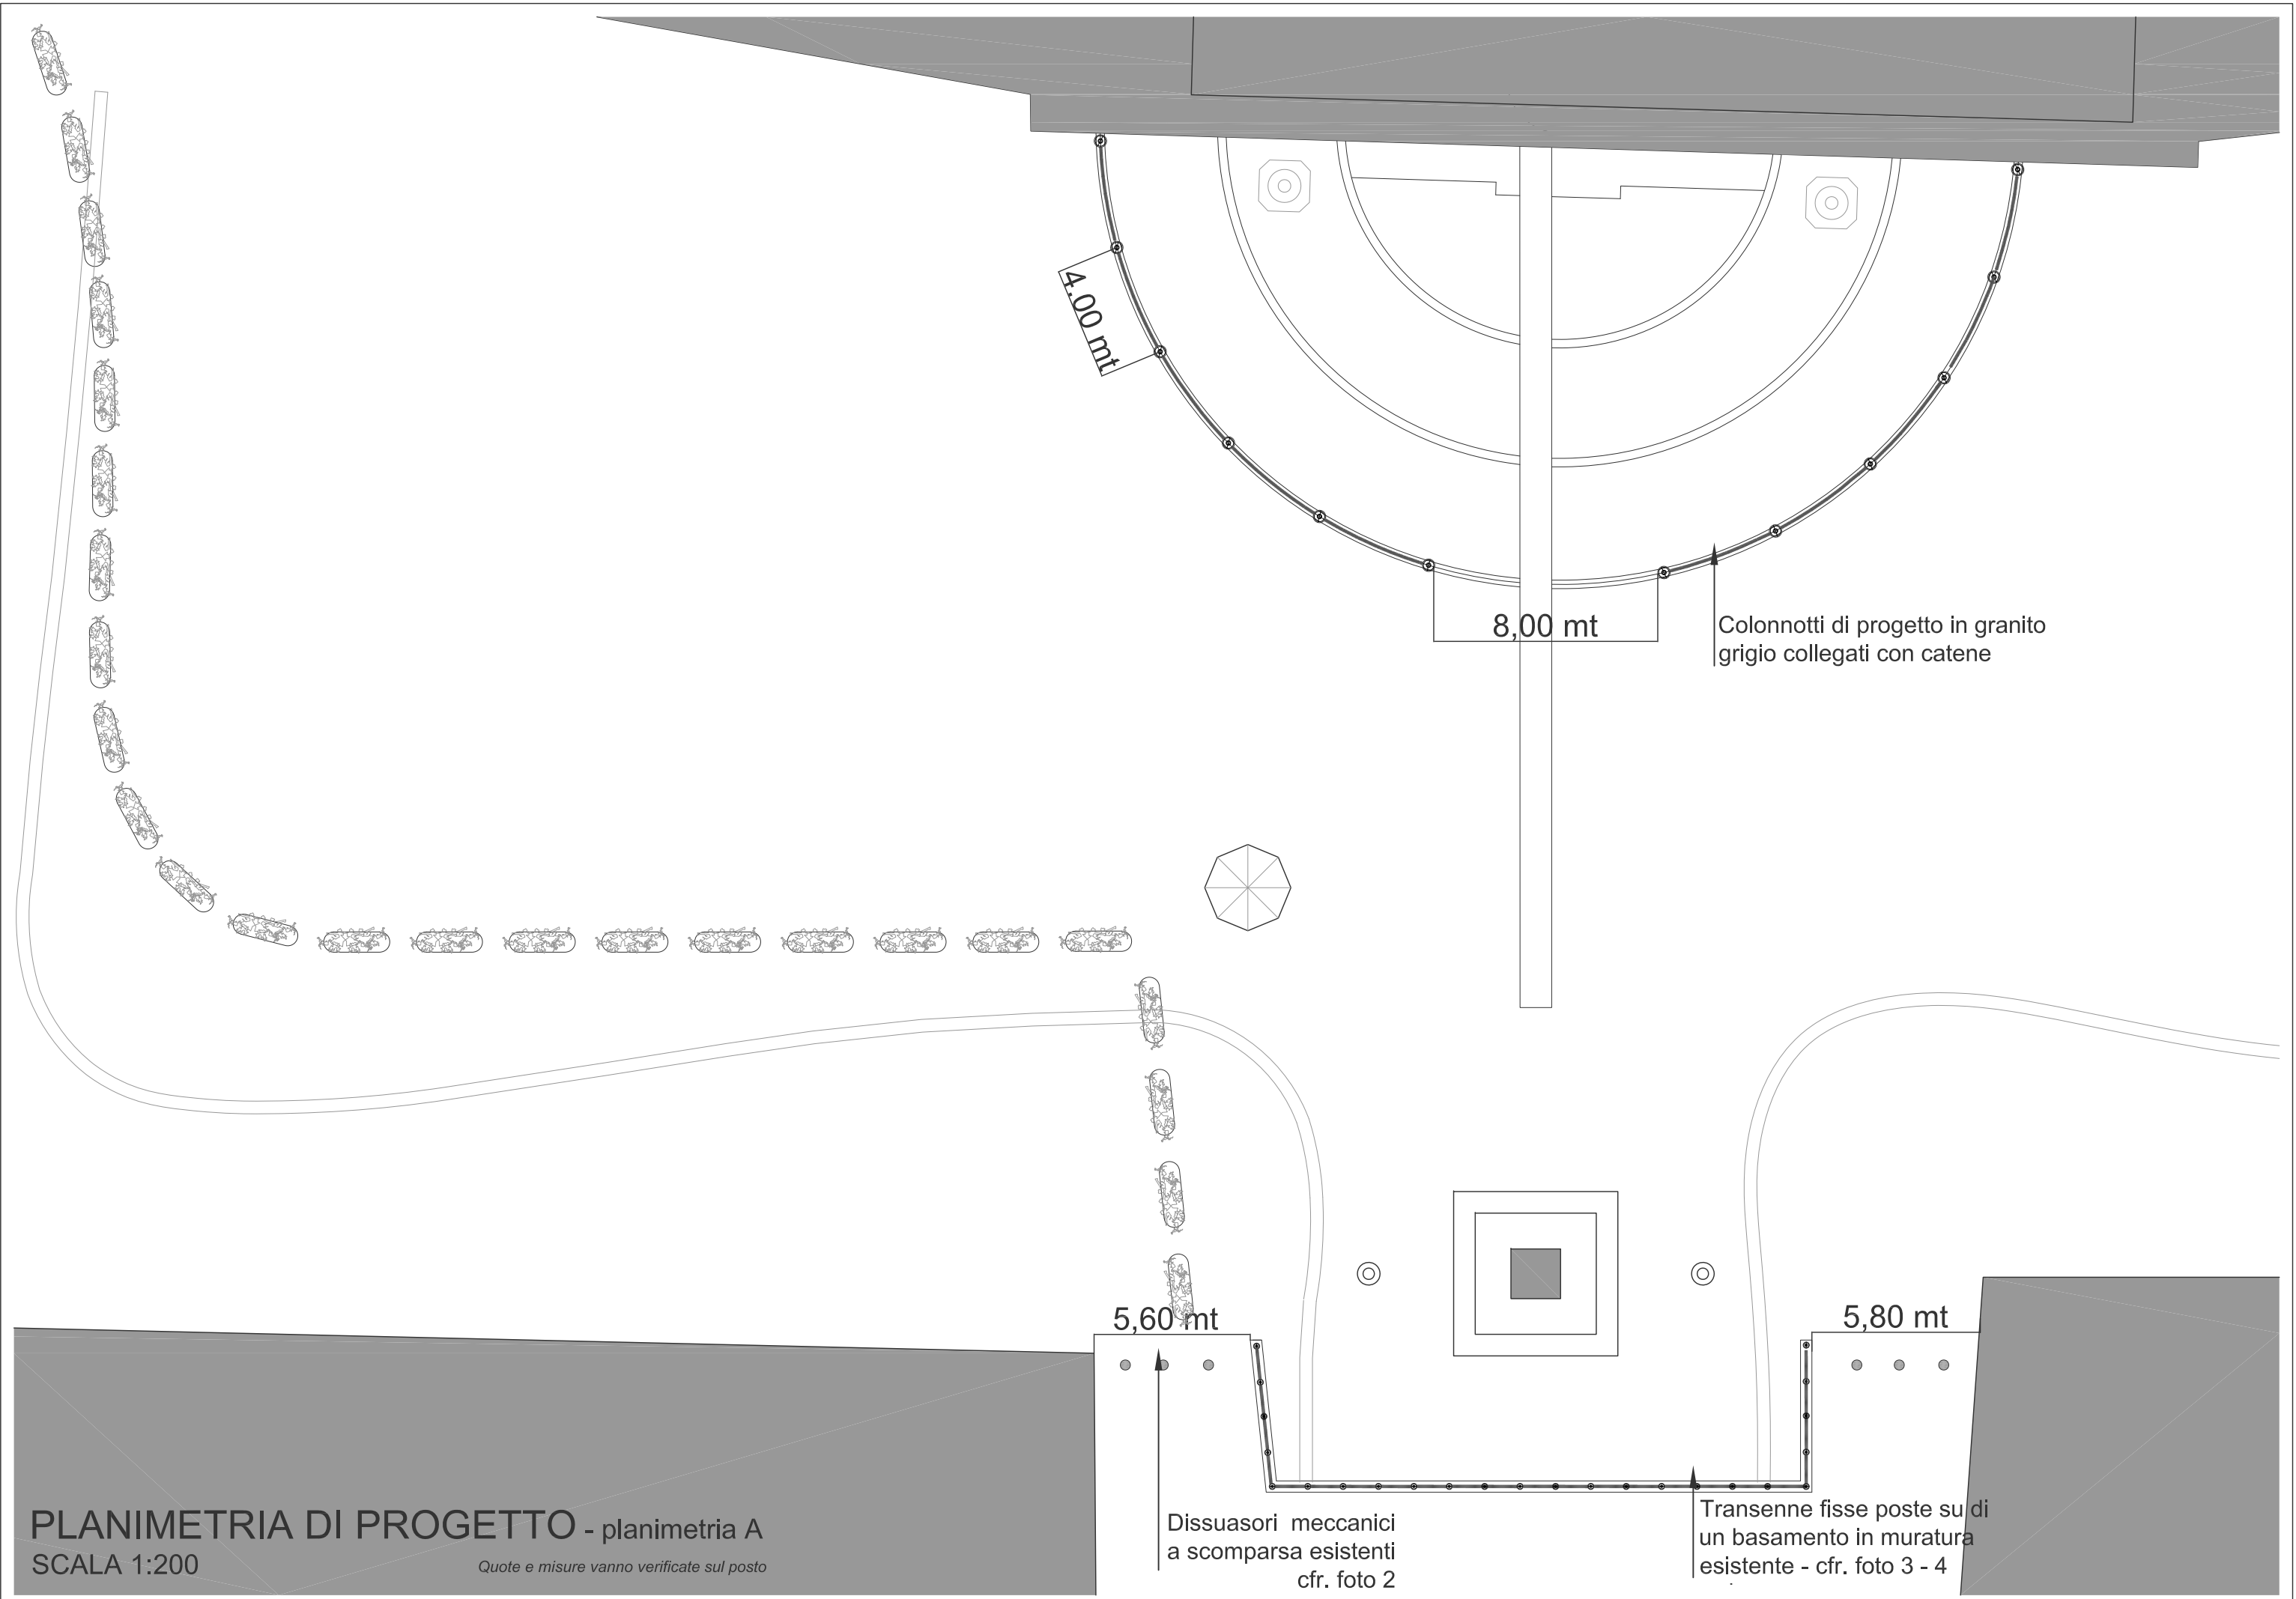 4.00 mt
8,00 mt
Colonnotti di progetto in granito
grigio collegati con catene
5,60 mt
5,80 mt
Dissuasori meccanici
a scomparsa esistenti
cfr. foto 2
Transenne fisse poste su di
un basamento in muratura
esistente - cfr. foto 3 - 4
PLANIMETRIA DI PROGETTO - planimetria A
SCALA 1:200
Quote e misure vanno verificate sul posto